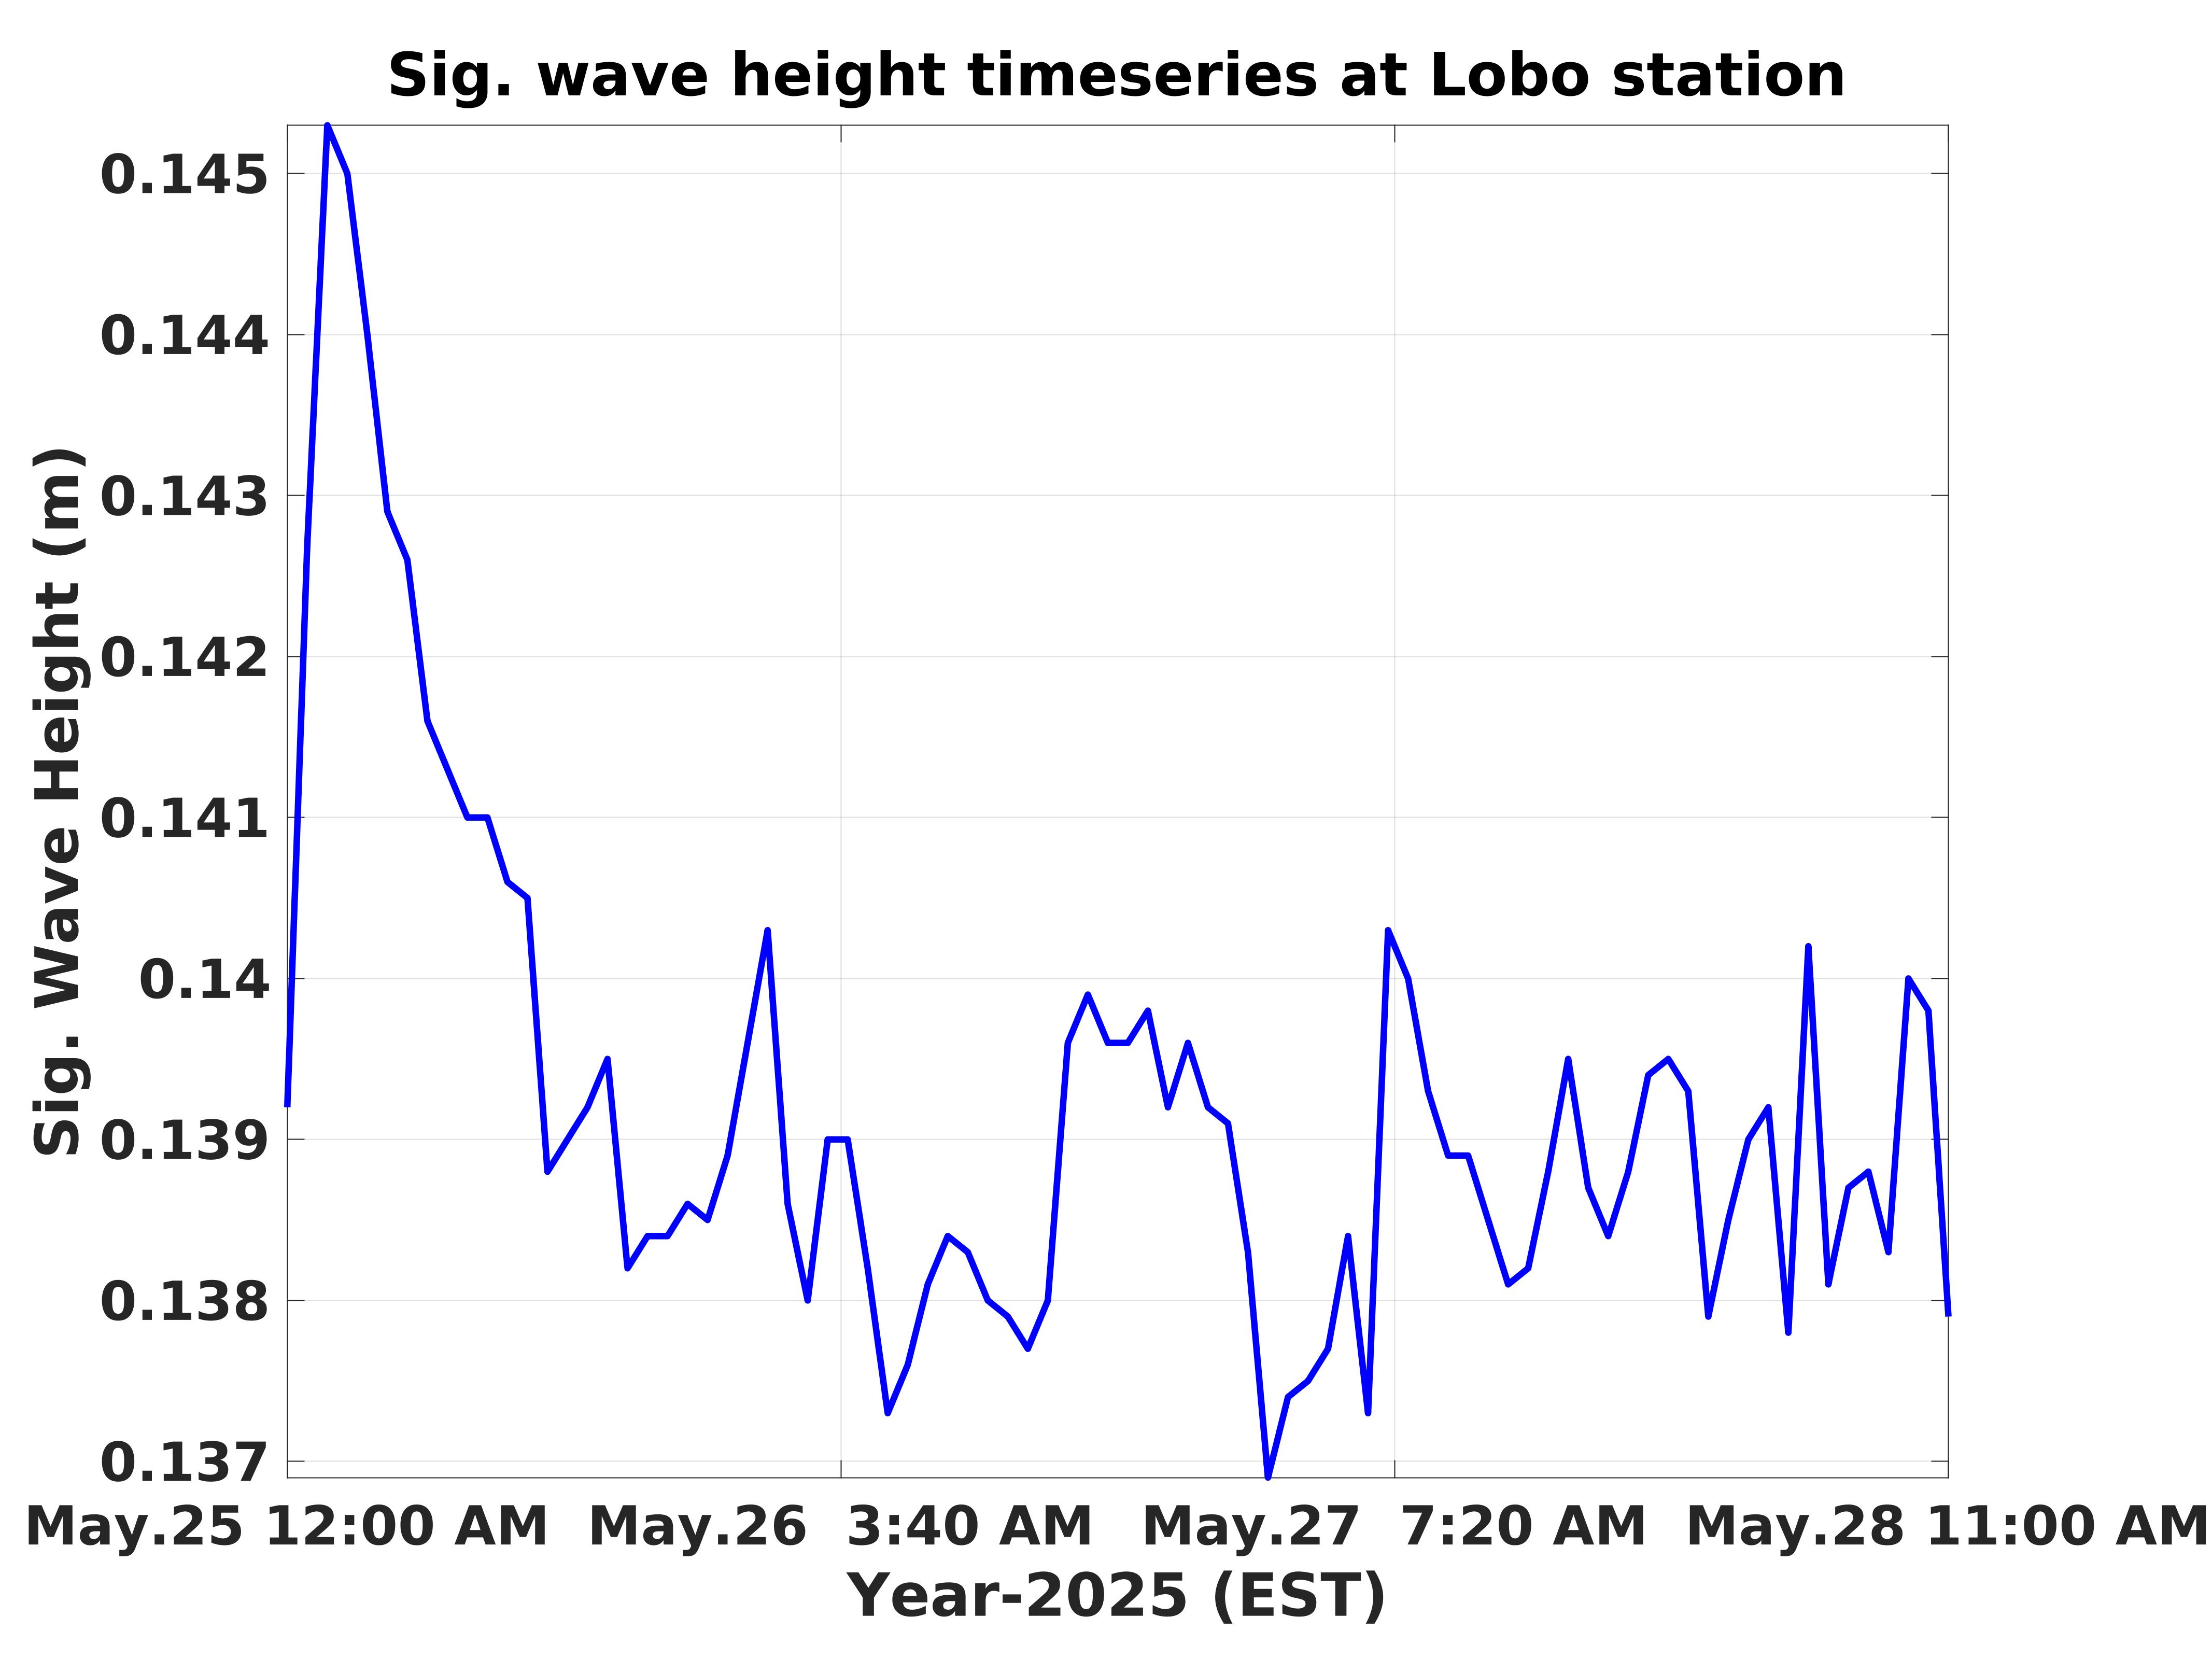 Sig. wave height timeseries at Lobo station
Sig. Wave Height (m)
0.145
0.144
0.143
0.142
0.141
0.14
0.139
0.138
0.137
May.25 12:00 AM May.26 3:40 AM May.27 7:20 AM May.28 11:00 AM
Year-2025 (EST)